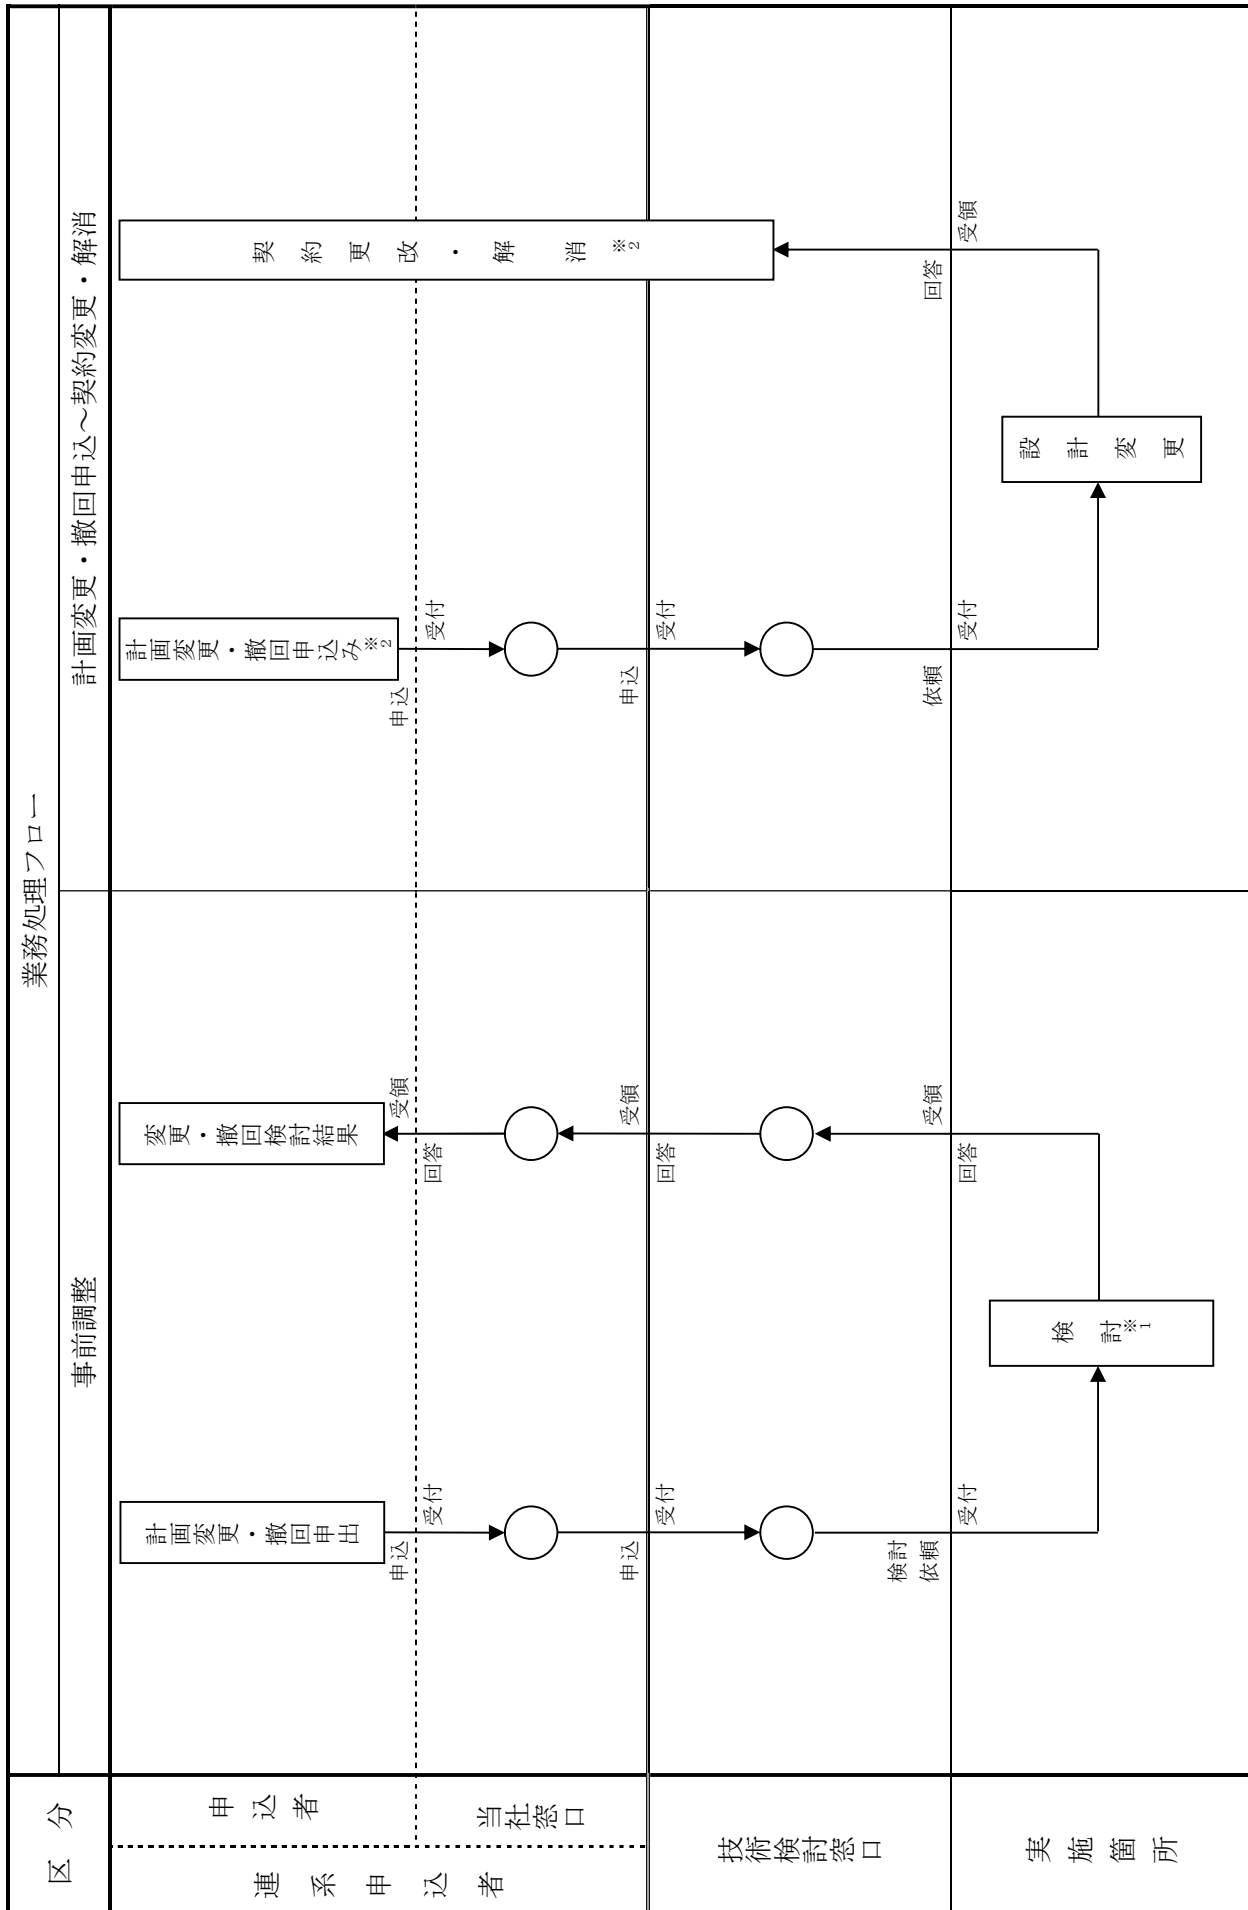 区　分
業務処理フロー
事前調整
計画変更・撤回申込～契約変更・解消
連系申込者
申込者
当社窓口
技術検討窓口
実施箇所
計画変更・撤回申出
申込
受付
申込
受付
検討
依頼
受付
検　討※1
回答
受領
回答
受領
回答
受領
変更・撤回検討結果
計画変更・撤回申込み※2
申込
受付
申込
受付
依頼
受付
設計変更
回答
受領
契約更改・解消※2